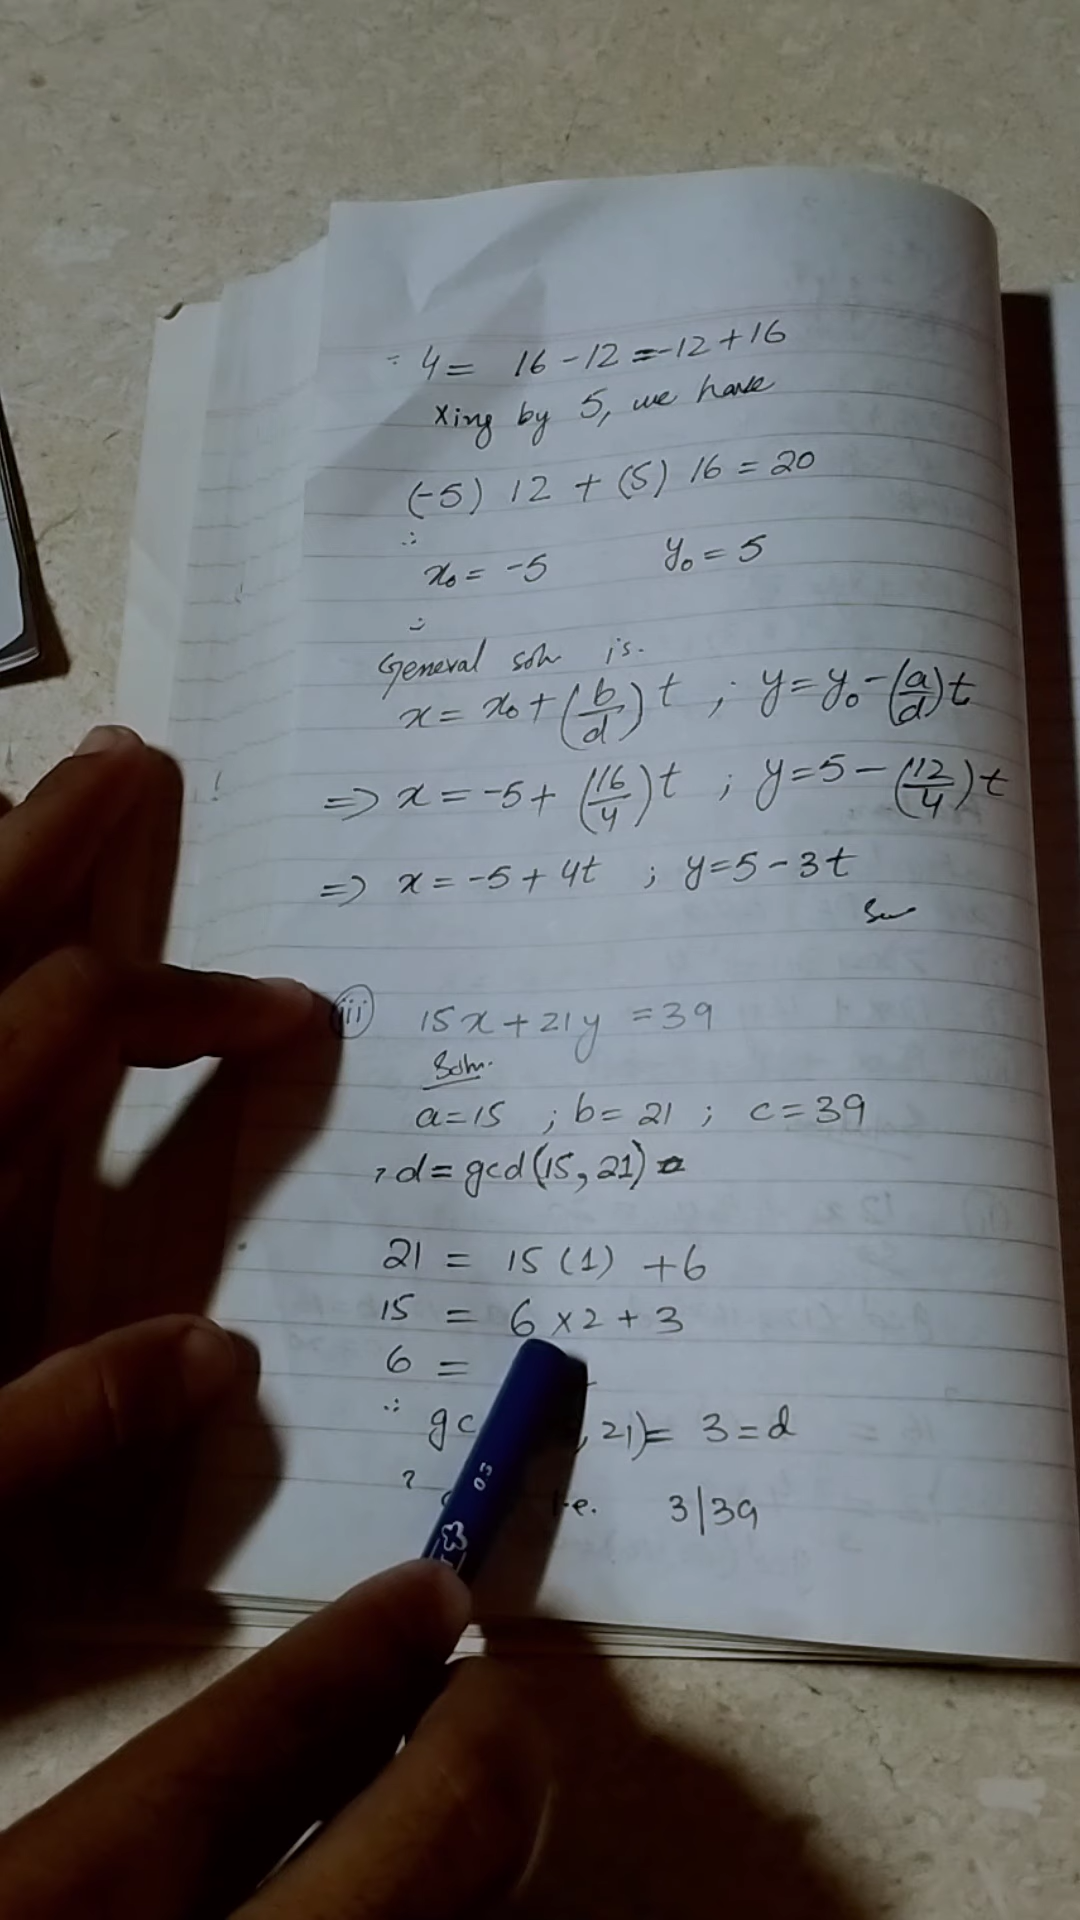 4 = 16 - 12 = -12 + 16
Xing by 5, we have
(-5) 12 + (5) 16 = 20
∴
x₀ = -5 y₀ = 5
∴
General soln is.
x = x₀ + (b/d) t ; y = y₀ - (a/d) t
⇒ x = -5 + (16/4) t ; y = 5 - (12/4) t
⇒ x = -5 + 4t ; y = 5 - 3t
(iii) 15x + 21y = 39
Soln.
a = 15 ; b = 21 ; c = 39
, d = gcd (15, 21)
21 = 15 (1) + 6
15 = 6 × 2 + 3
6 =
∴ gc , 21) = 3 = d
3 | 39
05